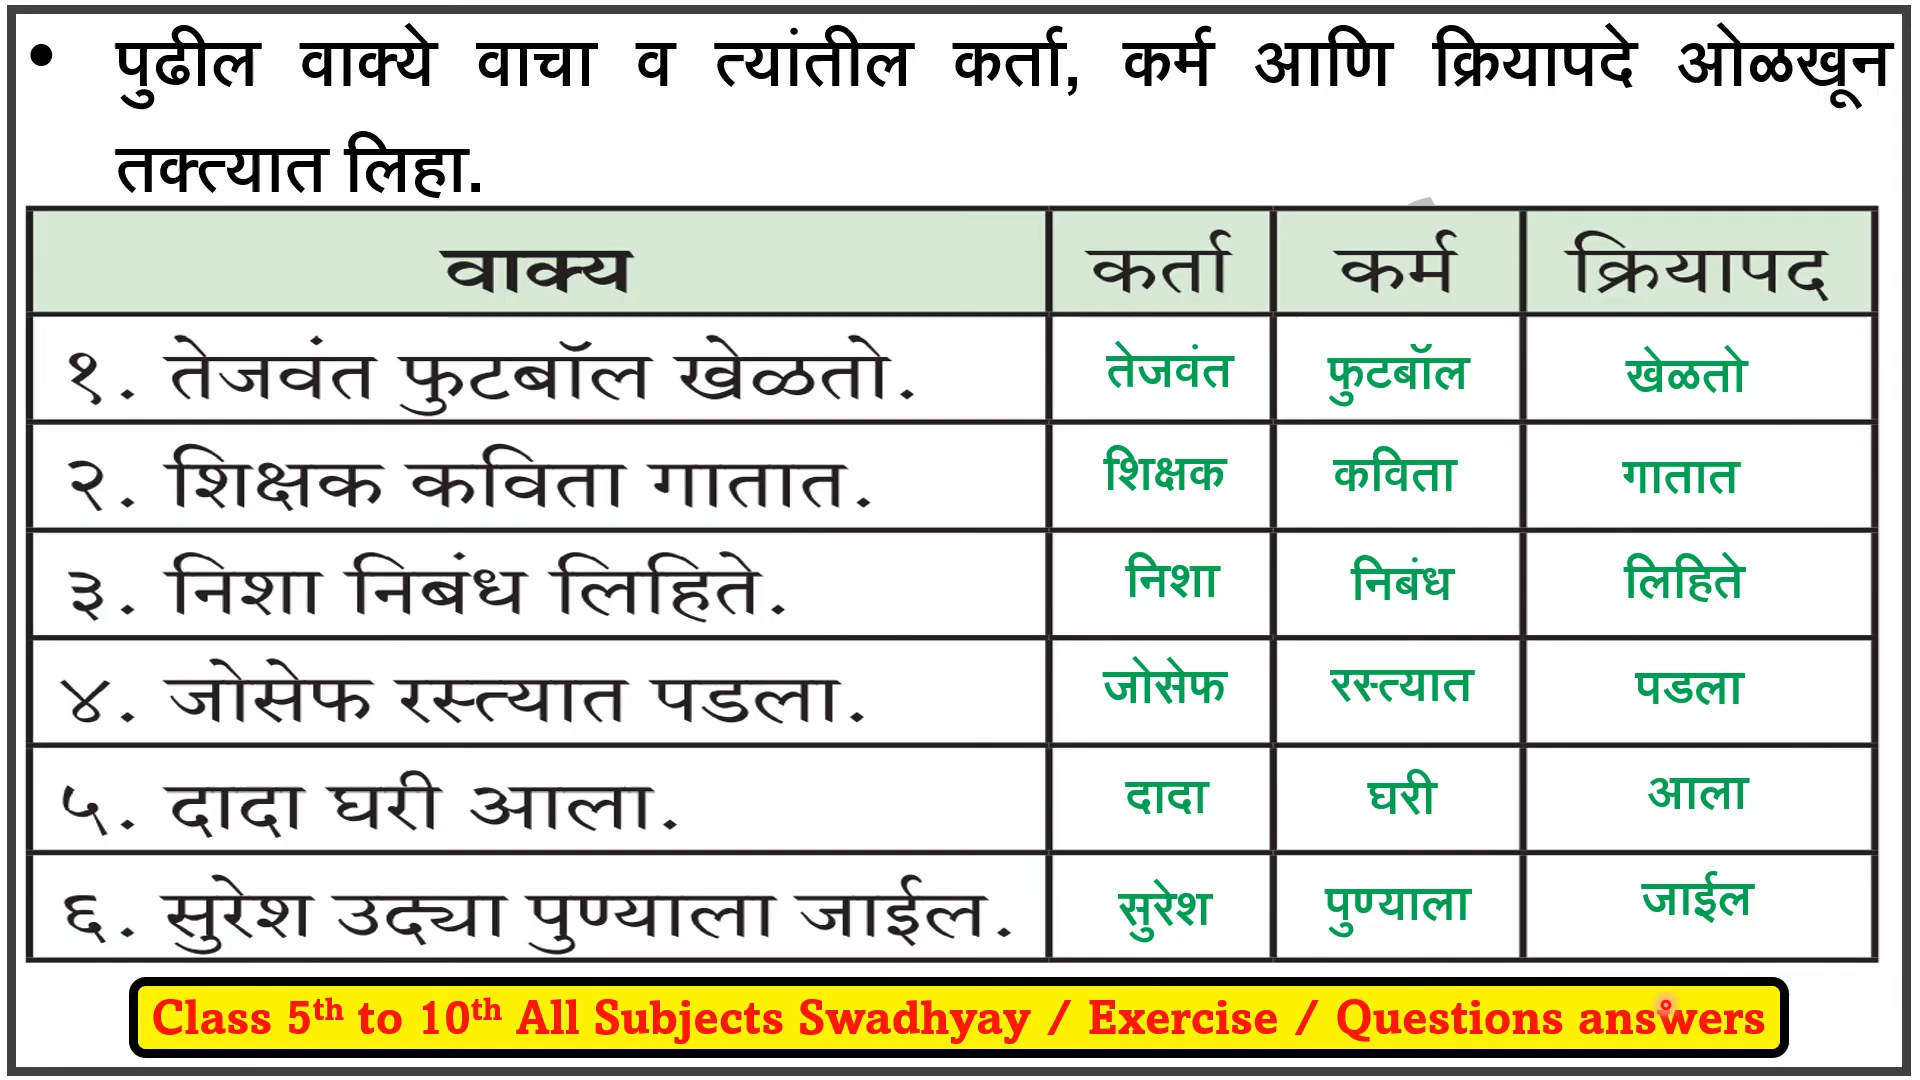 • पुढील वाक्ये वाचा व त्यांतील कर्ता, कर्म आणि क्रियापदे ओळखून
तक्त्यात लिहा.
वाक्य कर्ता कर्म क्रियापद
१. तेजवंत फुटबॉल खेळतो. तेजवंत फुटबॉल खेळतो
२. शिक्षक कविता गातात. शिक्षक कविता गातात
३. निशा निबंध लिहिते. निशा निबंध लिहिते
४. जोसेफ रस्त्यात पडला. जोसेफ रस्त्यात पडला
५. दादा घरी आला. दादा घरी आला
६. सुरेश उद्या पुण्याला जाईल. सुरेश पुण्याला जाईल
Class 5th to 10th All Subjects Swadhyay / Exercise / Questions answers